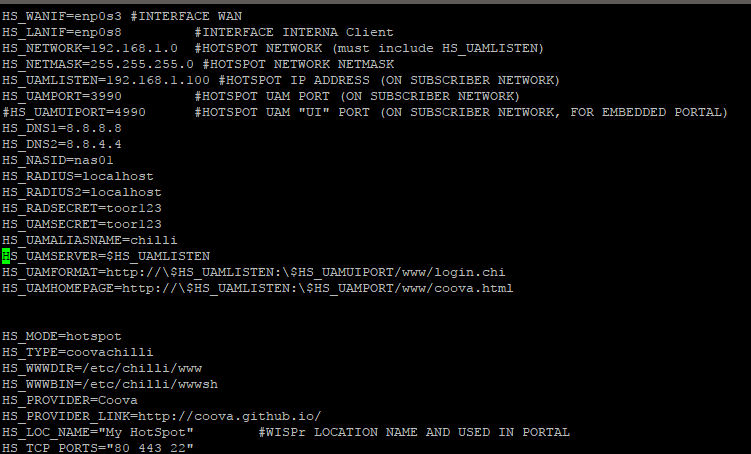 HS_WANIF=enp0s3 #INTERFACE WAN
HS_LANIF=enp0s8 #INTERFACE INTERNA Client
HS_NETWORK=192.168.1.0 #HOTSPOT NETWORK (must include HS_UAMLISTEN)
HS_NETMASK=255.255.255.0 #HOTSPOT NETWORK NETMASK
HS_UAMLISTEN=192.168.1.100 #HOTSPOT IP ADDRESS (ON SUBSCRIBER NETWORK)
HS_UAMPORT=3990 #HOTSPOT UAM PORT (ON SUBSCRIBER NETWORK)
#HS_UAMUIPORT=4990 #HOTSPOT UAM "UI" PORT (ON SUBSCRIBER NETWORK, FOR EMBEDDED PORTAL)
HS_DNS1=8.8.8.8
HS_DNS2=8.8.4.4
HS_NASID=nas01
HS_RADIUS=localhost
HS_RADIUS2=localhost
HS_RADSECRET=toor123
HS_UAMSECRET=toor123
HS_UAMALIASNAME=chilli
HS_UAMSERVER=$HS_UAMLISTEN
HS_UAMFORMAT=http://\$HS_UAMLISTEN:\$HS_UAMUIPORT/www/login.chi
HS_UAMHOMEPAGE=http://\$HS_UAMLISTEN:\$HS_UAMPORT/www/coova.html
HS_MODE=hotspot
HS_TYPE=coovachilli
HS_WWWDIR=/etc/chilli/www
HS_WWWBIN=/etc/chilli/wwwsh
HS_PROVIDER=Coova
HS_PROVIDER_LINK=http://coova.github.io/
HS_LOC_NAME="My HotSpot" #WISPr LOCATION NAME AND USED IN PORTAL
HS_TCP_PORTS="80 443 22"